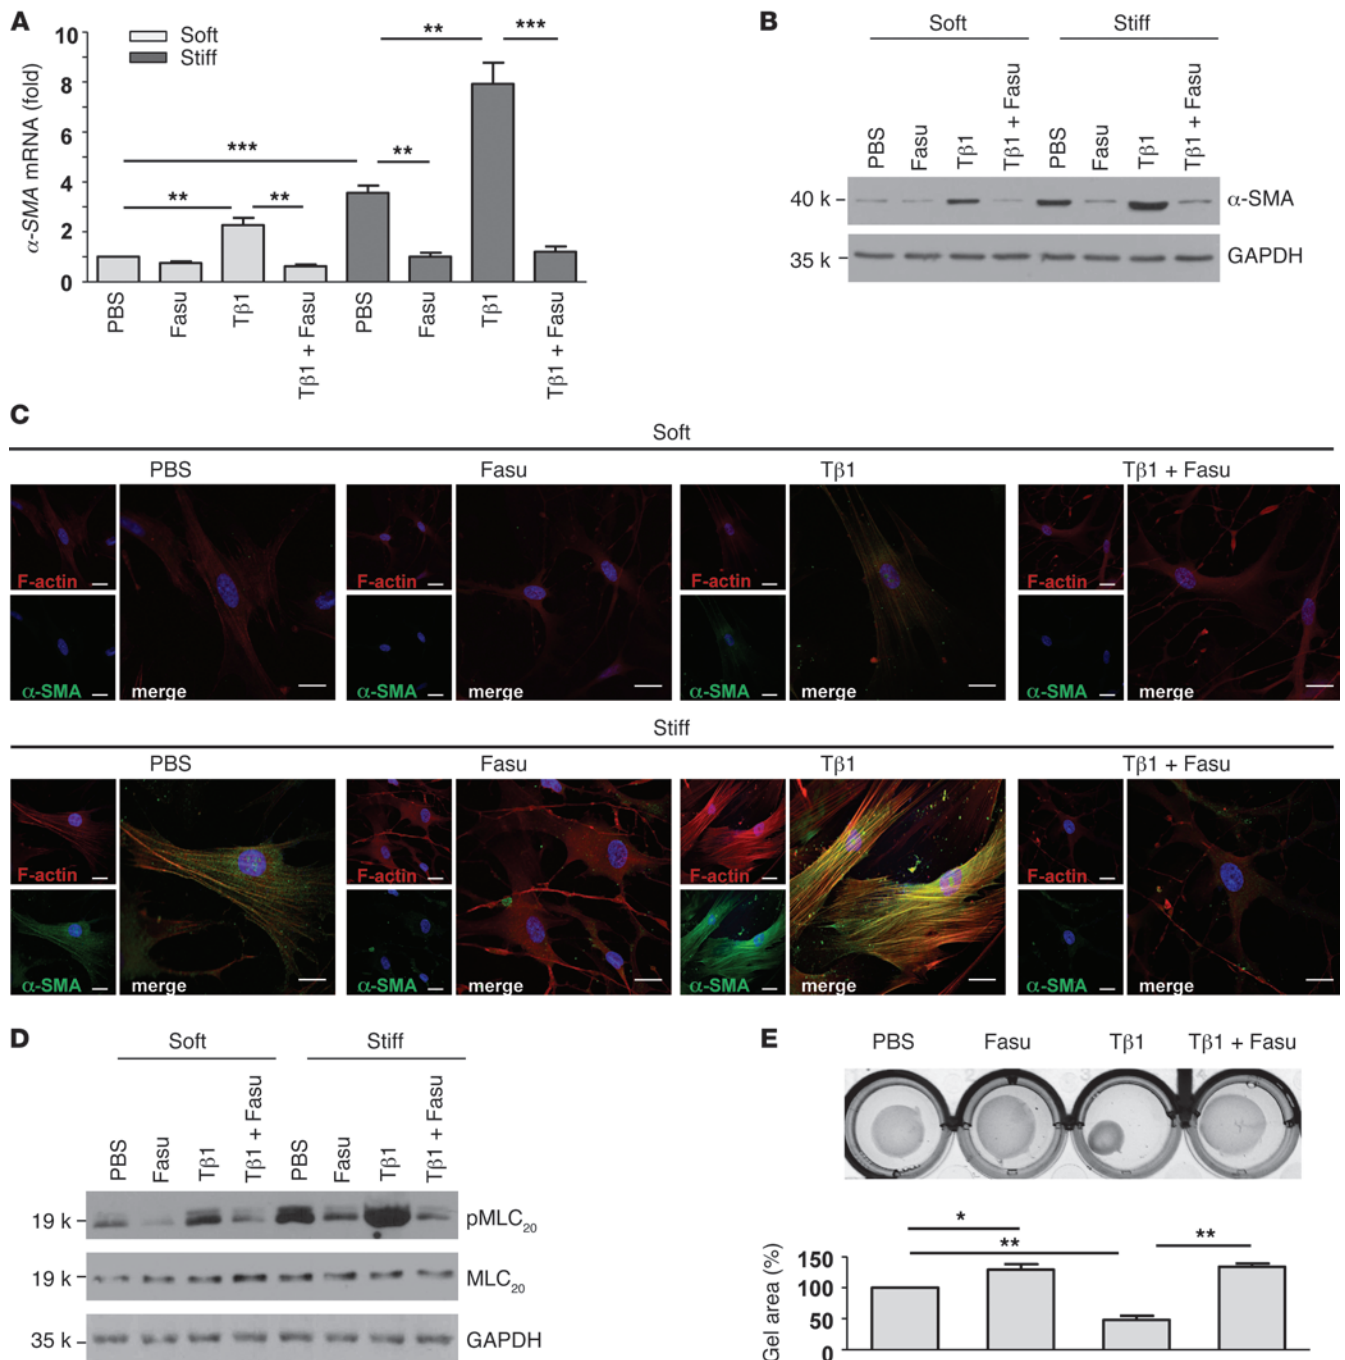 A
α-SMA mRNA (fold)
10
8
6
4
2
0
Soft
Stiff
**
***
***
**
**
**
PBS
Fasu
Tβ1
Tβ1 + Fasu
PBS
Fasu
Tβ1
Tβ1 + Fasu
B
Soft
Stiff
PBS
Fasu
Tβ1
Tβ1 + Fasu
PBS
Fasu
Tβ1
Tβ1 + Fasu
40 k
α-SMA
35 k
GAPDH
C
Soft
PBS
Fasu
Tβ1
Tβ1 + Fasu
F-actin
F-actin
F-actin
F-actin
α-SMA
merge
α-SMA
merge
α-SMA
merge
α-SMA
merge
Stiff
PBS
Fasu
Tβ1
Tβ1 + Fasu
F-actin
F-actin
F-actin
F-actin
α-SMA
merge
α-SMA
merge
α-SMA
merge
α-SMA
merge
D
Soft
Stiff
PBS
Fasu
Tβ1
Tβ1 + Fasu
PBS
Fasu
Tβ1
Tβ1 + Fasu
19 k
pMLC20
19 k
MLC20
35 k
GAPDH
E
PBS
Fasu
Tβ1
Tβ1 + Fasu
*
**
**
Gel area (%)
150
100
50
0